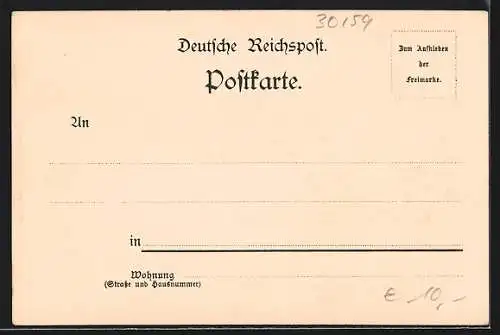 30159
Deutsche Reichspost.
Postkarte.
Zum Aufkleben
der
Freimarke.
An
in
Wohnung
(Straße und Hausnummer)
€ 10,-